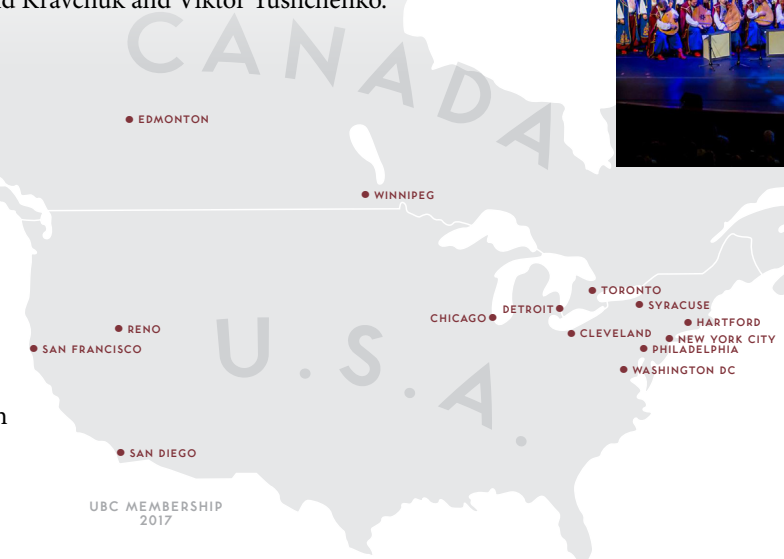 Kravchuk and Viktor Yushchenko.
CANADA
EDMONTON
WINNIPEG
TORONTO
SYRACUSE
DETROIT
CHICAGO
HARTFORD
CLEVELAND
NEW YORK CITY
PHILADELPHIA
RENO
SAN FRANCISCO
U.S.A.
WASHINGTON DC
SAN DIEGO
UBC MEMBERSHIP
2017